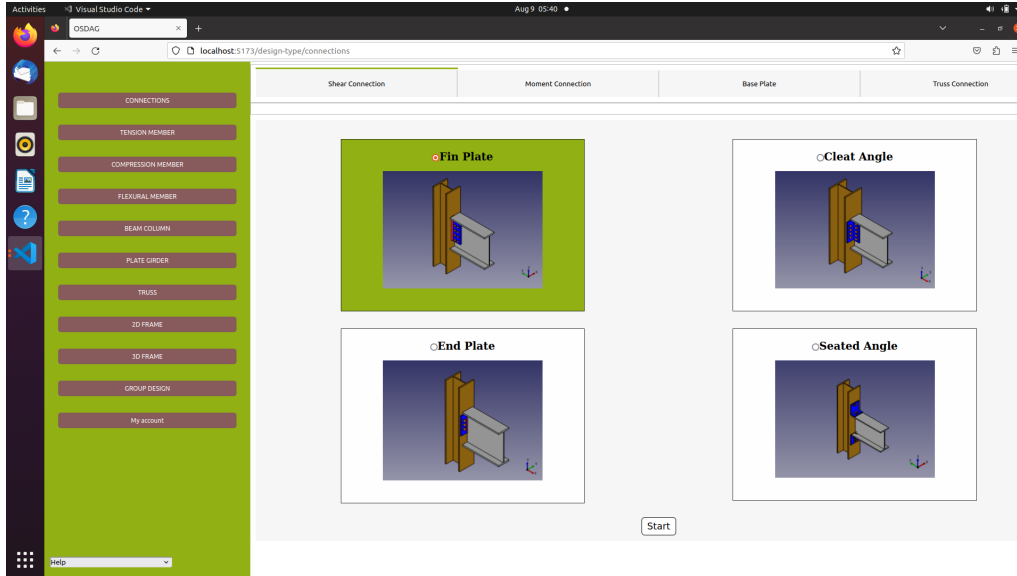 Activities
Visual Studio Code
Aug 9 05:40
OSDAG
localhost:5173/design-type/connections
CONNECTIONS
TENSION MEMBER
COMPRESSION MEMBER
FLEXURAL MEMBER
BEAM COLUMN
PLATE GIRDER
TRUSS
2D FRAME
3D FRAME
GROUP DESIGN
My account
Help
Shear Connection
Moment Connection
Base Plate
Truss Connection
Fin Plate
Cleat Angle
End Plate
Seated Angle
Start